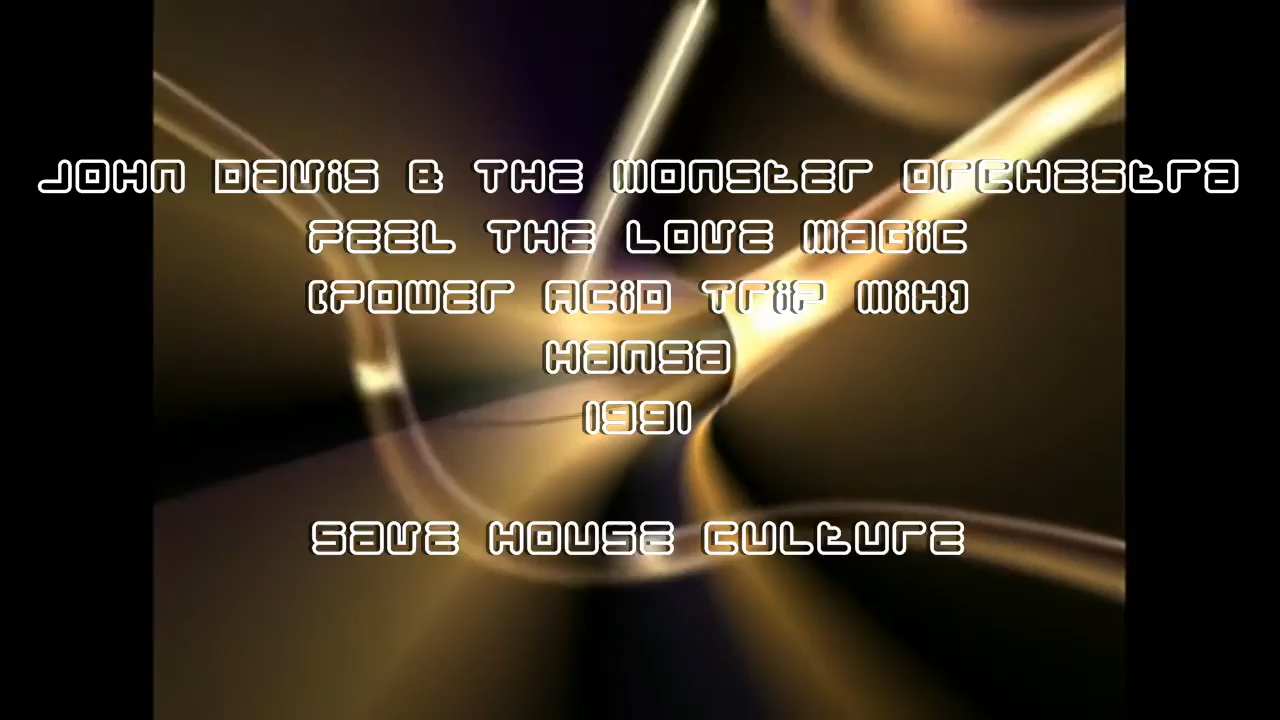 JOHN DAVIS & THE MONSTER ORCHESTRA
FEEL THE LOVE MAGIC
(POWER ACID TRIP MIX)
HANSA
1991
SAVE HOUSE CULTURE